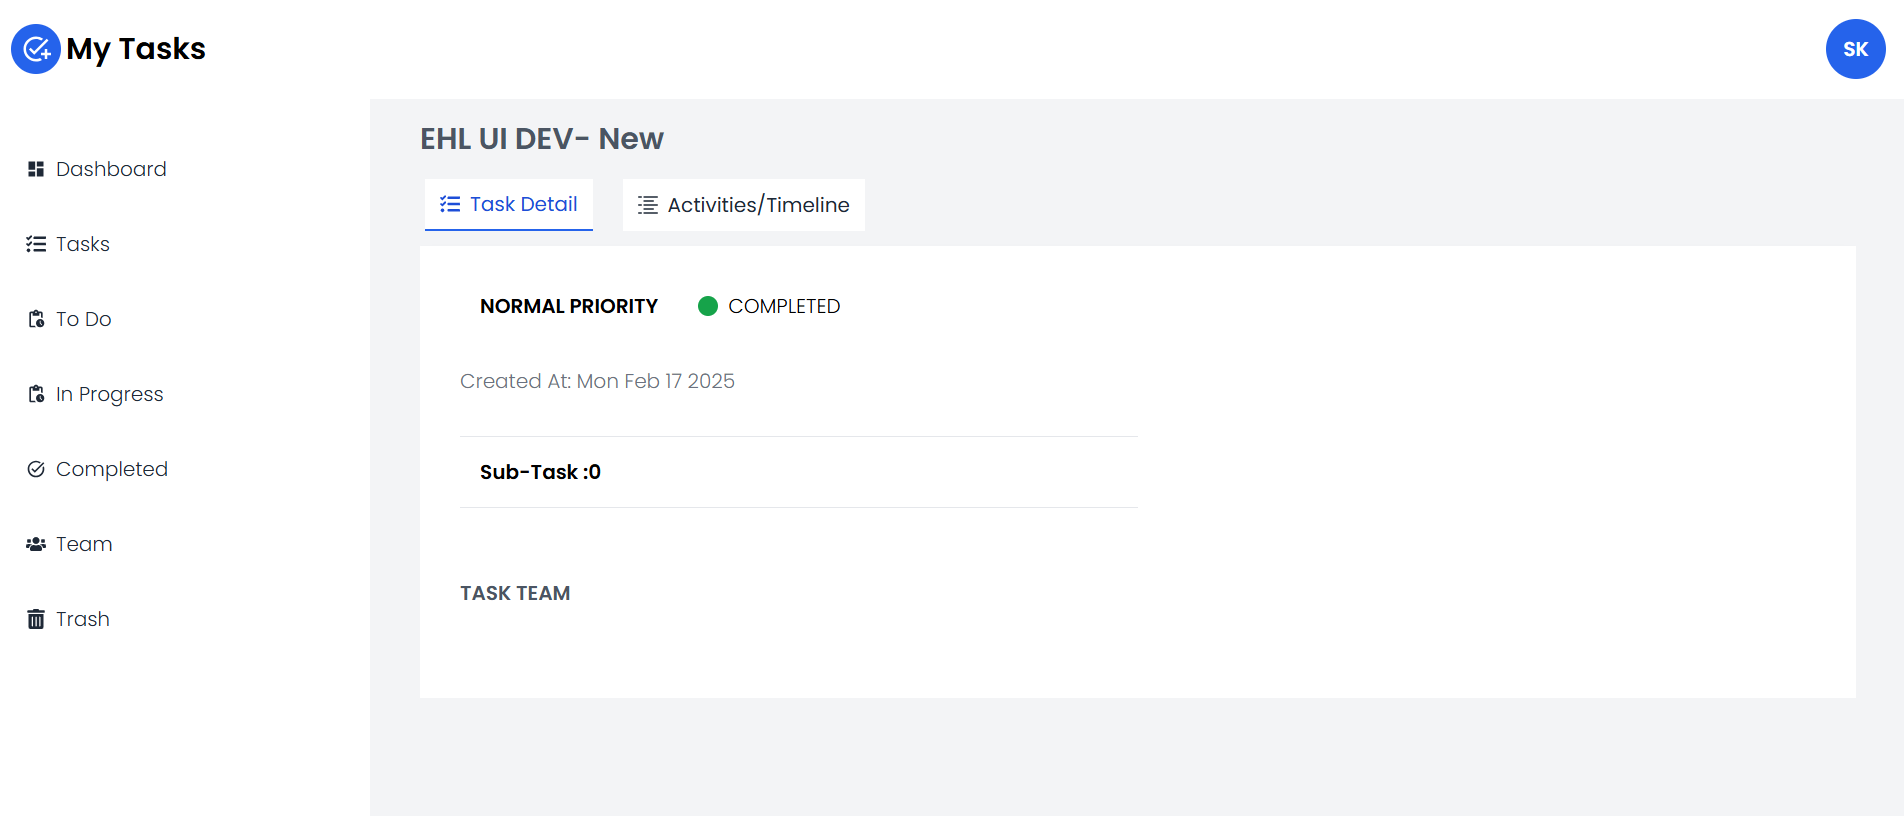 My Tasks
SK
Dashboard
Tasks
To Do
In Progress
Completed
Team
Trash
EHL UI DEV- New
Task Detail
Activities/Timeline
NORMAL PRIORITY
COMPLETED
Created At: Mon Feb 17 2025
Sub-Task :0
TASK TEAM